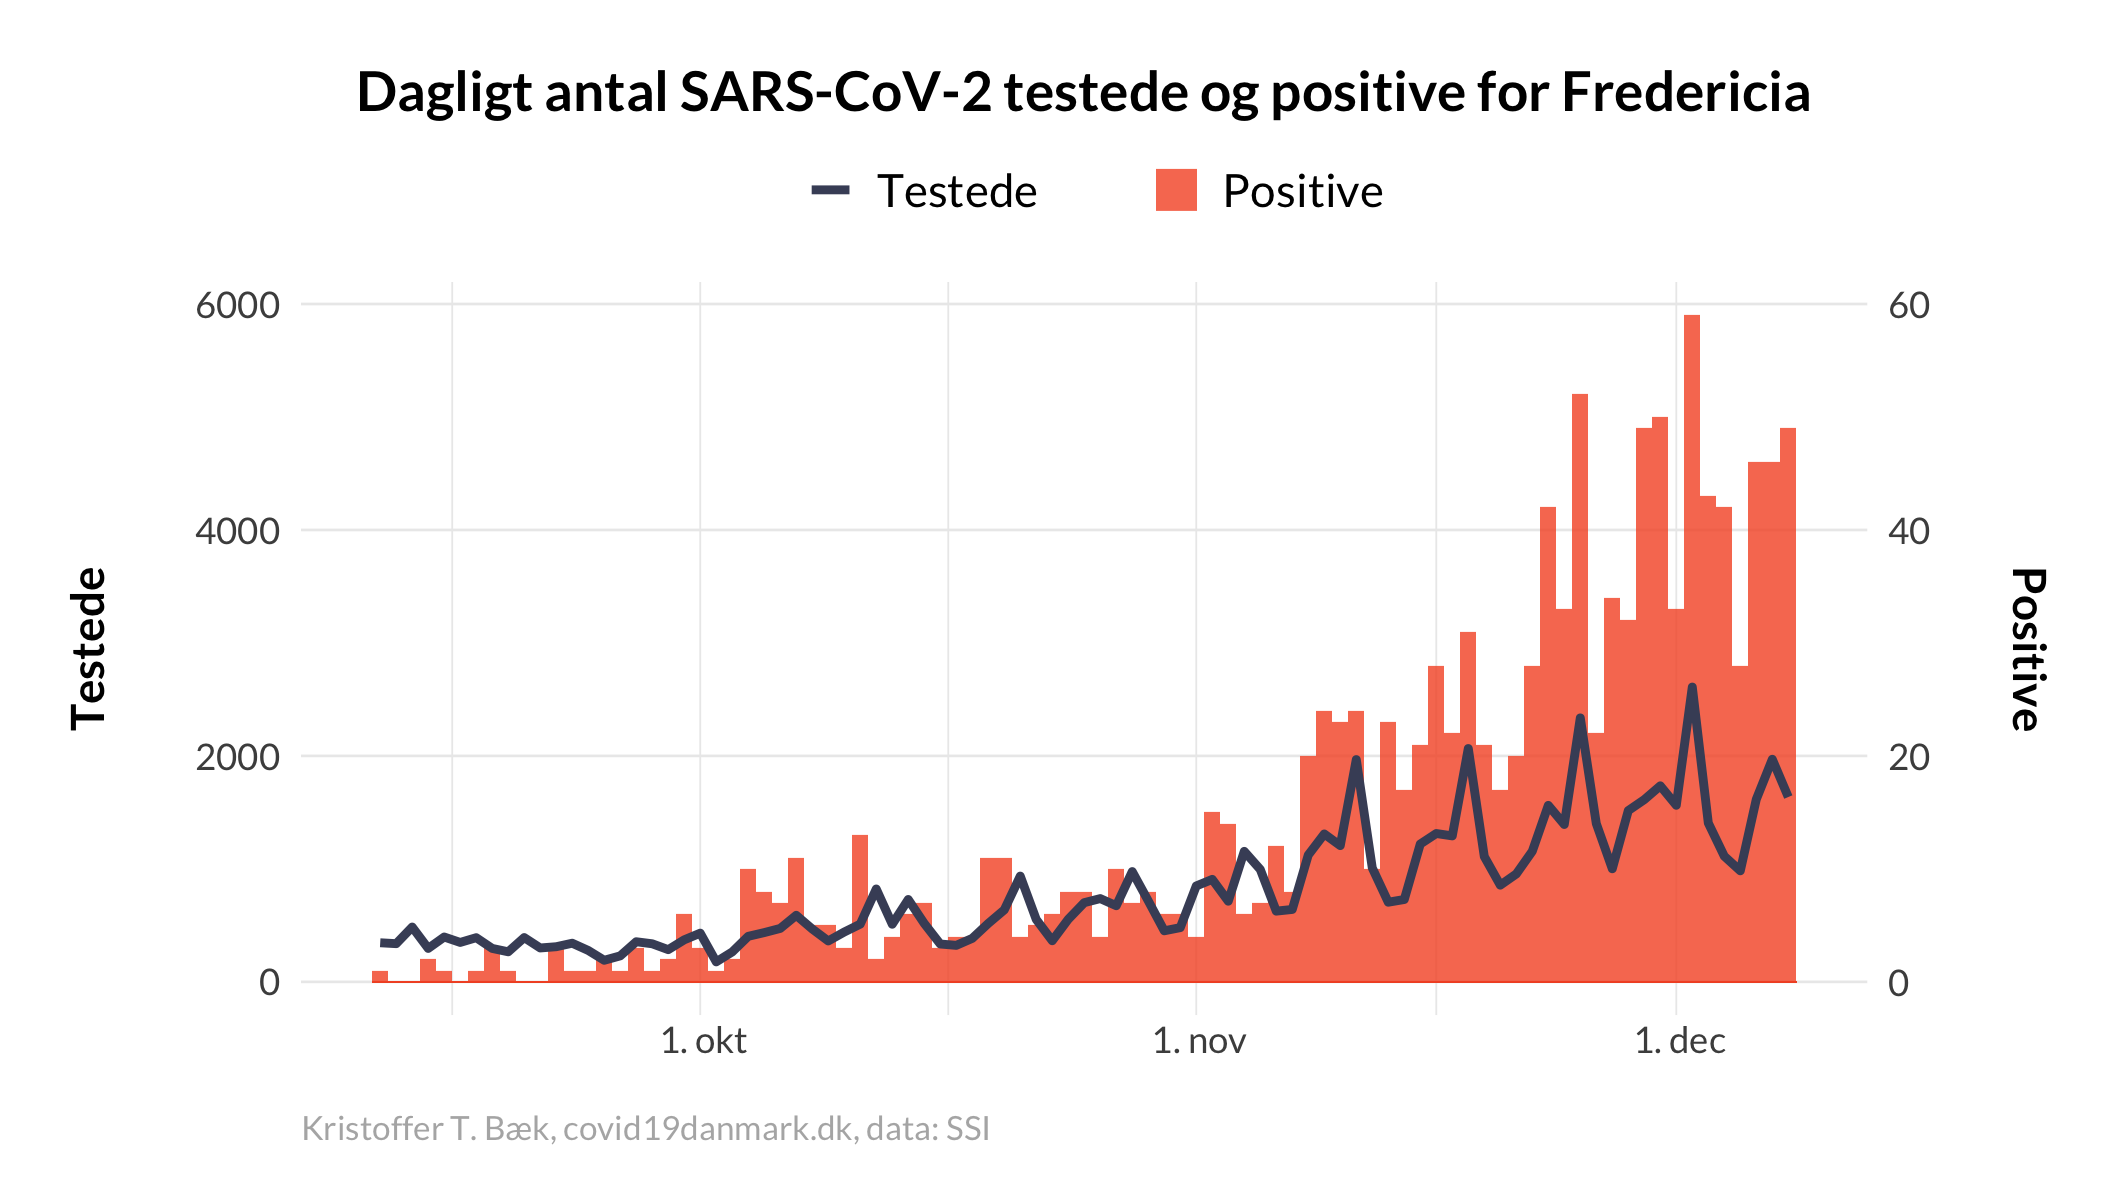 Dagligt antal SARS-CoV-2 testede og positive for Fredericia
Testede
Positive
6000
4000
2000
0
60
40
20
0
Testede
Positive
1. okt
1. nov
1. dec
Kristoffer T. Bæk, covid19danmark.dk, data: SSI